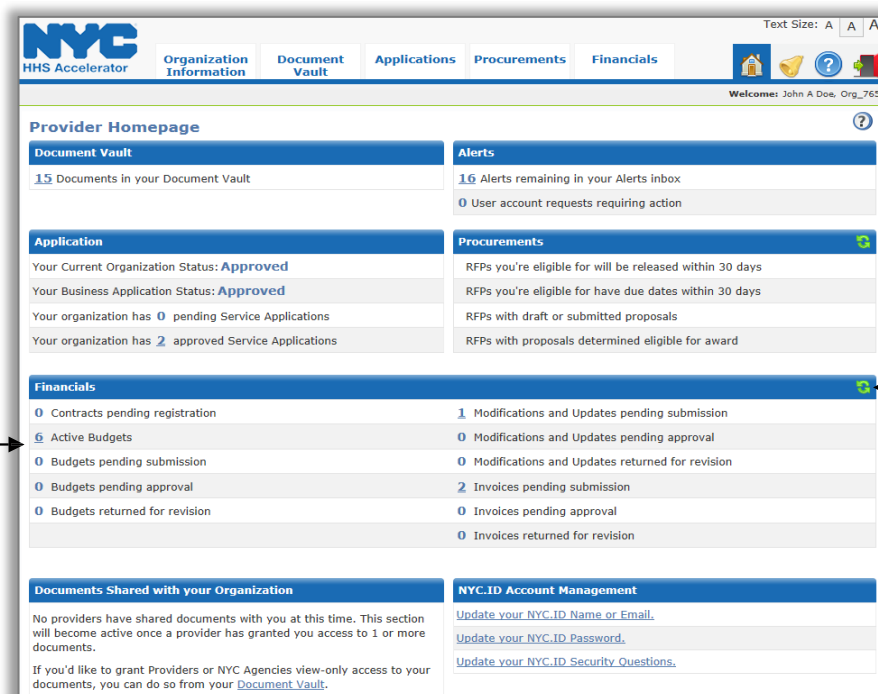 Text Size: A A A
NYC
HHS Accelerator
Organization Information
Document Vault
Applications
Procurements
Financials
Welcome: John A Doe, Org_765
Provider Homepage
Document Vault
15 Documents in your Document Vault
Alerts
16 Alerts remaining in your Alerts inbox
0 User account requests requiring action
Application
Your Current Organization Status: Approved
Your Business Application Status: Approved
Your organization has 0 pending Service Applications
Your organization has 2 approved Service Applications
Procurements
RFPs you're eligible for will be released within 30 days
RFPs you're eligible for have due dates within 30 days
RFPs with draft or submitted proposals
RFPs with proposals determined eligible for award
Financials
0 Contracts pending registration
6 Active Budgets
0 Budgets pending submission
0 Budgets pending approval
0 Budgets returned for revision
1 Modifications and Updates pending submission
0 Modifications and Updates pending approval
0 Modifications and Updates returned for revision
2 Invoices pending submission
0 Invoices pending approval
0 Invoices returned for revision
Documents Shared with your Organization
No providers have shared documents with you at this time. This section
will become active once a provider has granted you access to 1 or more
documents.
If you'd like to grant Providers or NYC Agencies view-only access to your
documents, you can do so from your Document Vault.
NYC.ID Account Management
Update your NYC.ID Name or Email.
Update your NYC.ID Password.
Update your NYC.ID Security Questions.